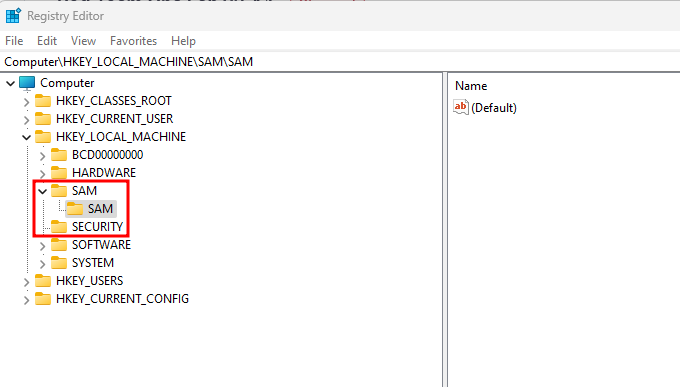 Registry Editor
File Edit View Favorites Help
Computer\HKEY_LOCAL_MACHINE\SAM\SAM
Computer
HKEY_CLASSES_ROOT
HKEY_CURRENT_USER
HKEY_LOCAL_MACHINE
BCD00000000
HARDWARE
SAM
SAM
SECURITY
SOFTWARE
SYSTEM
HKEY_USERS
HKEY_CURRENT_CONFIG
Name
ab (Default)